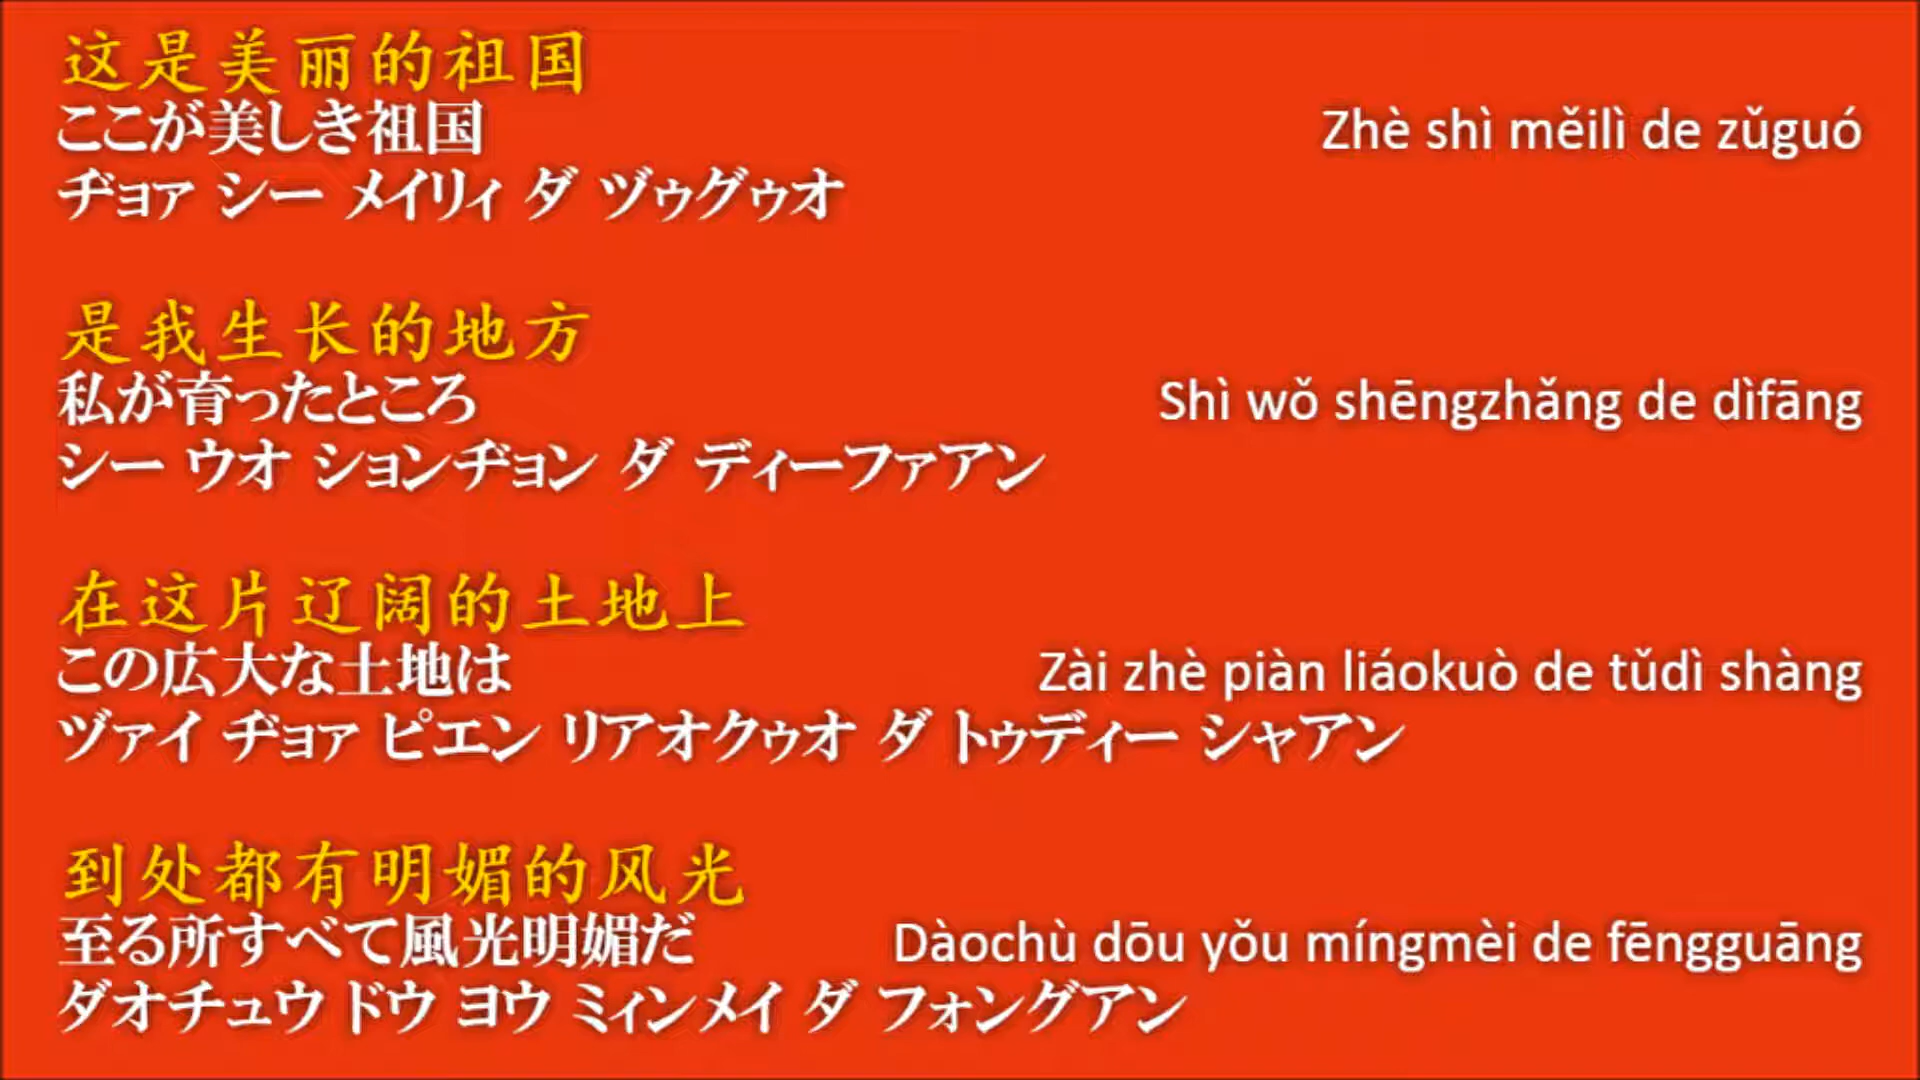 这是美丽的祖国
ここが美しき祖国
Zhè shì měilì de zǔguó
ヂョァ シー メイリィ ダ ヅゥグゥオ
是我生长的地方
私が育ったところ
Shì wǒ shēngzhǎng de dìfāng
シー ウオ ションヂョン ダ ディーファアン
在这片辽阔的土地上
この広大な土地は
Zài zhè piàn liáokuò de tǔdì shàng
ヅァイ ヂョァ ピエン リアオクゥオ ダ トゥディー シャアン
到处都有明媚的风光
至る所すべて風光明媚だ
Dàochù dōu yǒu míngmèi de fēngguāng
ダオチュウ ドウ ヨウ ミィンメイ ダ フォングアン